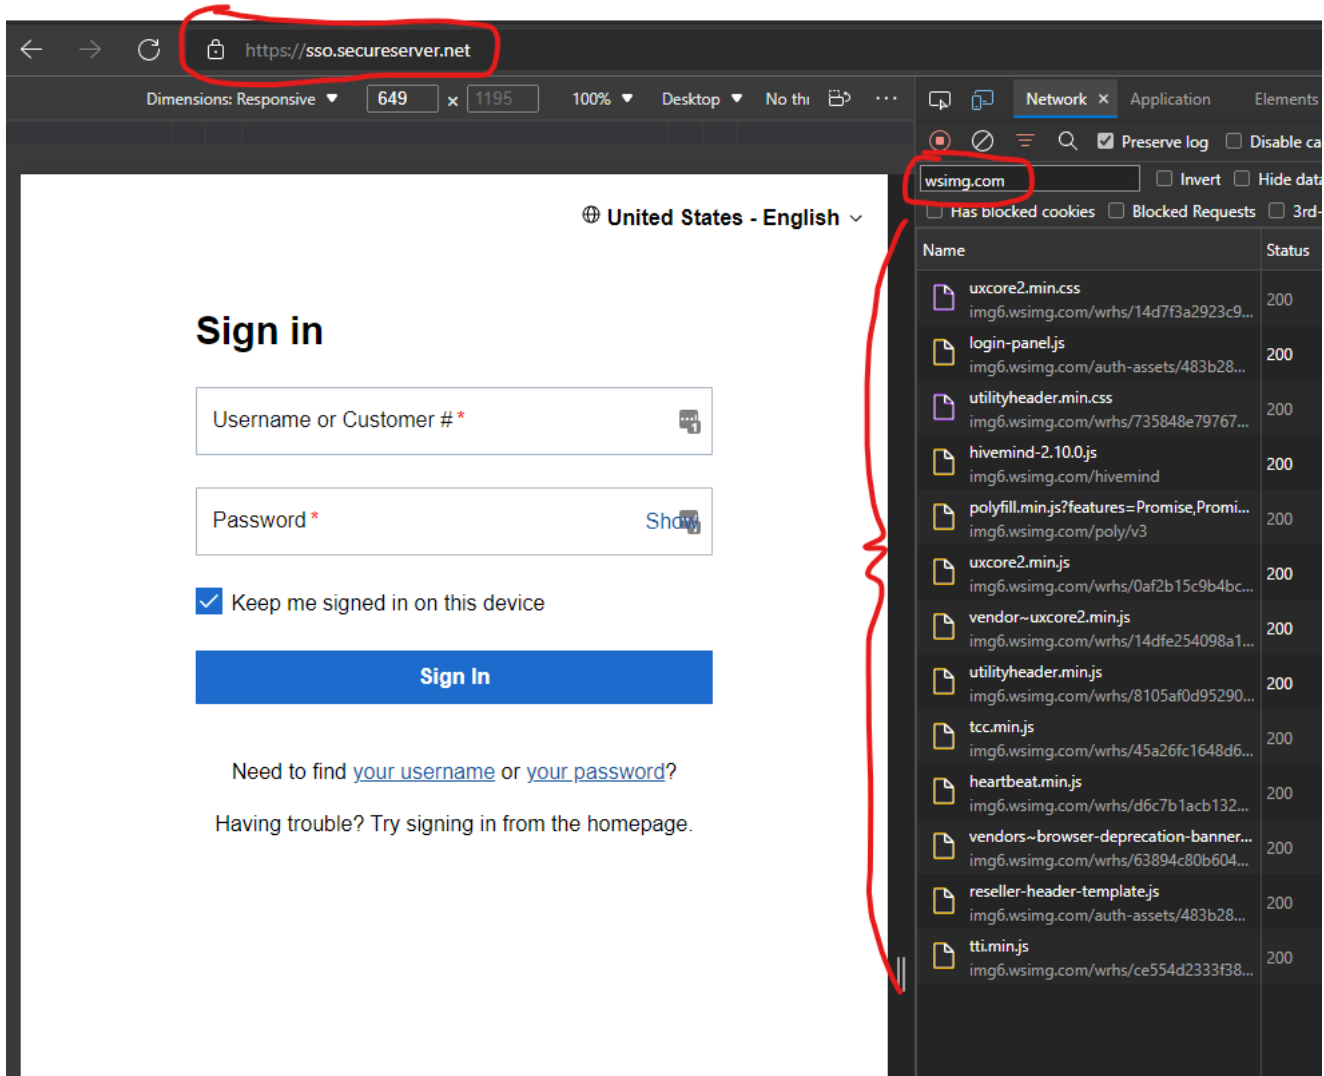 https://sso.secureserver.net
Dimensions: Responsive ▼ 649 × 1195 100% ▼ Desktop ▼ No thr ...
Network × Application Elements
Preserve log Disable ca
wsimg.com Invert Hide data
Has blocked cookies Blocked Requests 3rd-
United States - English
Sign in
Username or Customer # *
Password * Show
Keep me signed in on this device
Sign In
Need to find your username or your password?
Having trouble? Try signing in from the homepage.
Name Status
uxcore2.min.css
img6.wsimg.com/wrhs/14d7f3a2923c9... 200
login-panel.js
img6.wsimg.com/auth-assets/483b28... 200
utilityheader.min.css
img6.wsimg.com/wrhs/735848e79767... 200
hivemind-2.10.0.js
img6.wsimg.com/hivemind 200
polyfill.min.js?features=Promise,Promi...
img6.wsimg.com/poly/v3 200
uxcore2.min.js
img6.wsimg.com/wrhs/0af2b15c9b4bc... 200
vendor~uxcore2.min.js
img6.wsimg.com/wrhs/14dfe254098a1... 200
utilityheader.min.js
img6.wsimg.com/wrhs/8105af0d95290... 200
tcc.min.js
img6.wsimg.com/wrhs/45a26fc1648d6... 200
heartbeat.min.js
img6.wsimg.com/wrhs/d6c7b1acb132... 200
vendors~browser-deprecation-banner...
img6.wsimg.com/wrhs/63894c80b604... 200
reseller-header-template.js
img6.wsimg.com/auth-assets/483b28... 200
tti.min.js
img6.wsimg.com/wrhs/ce554d2333f38... 200